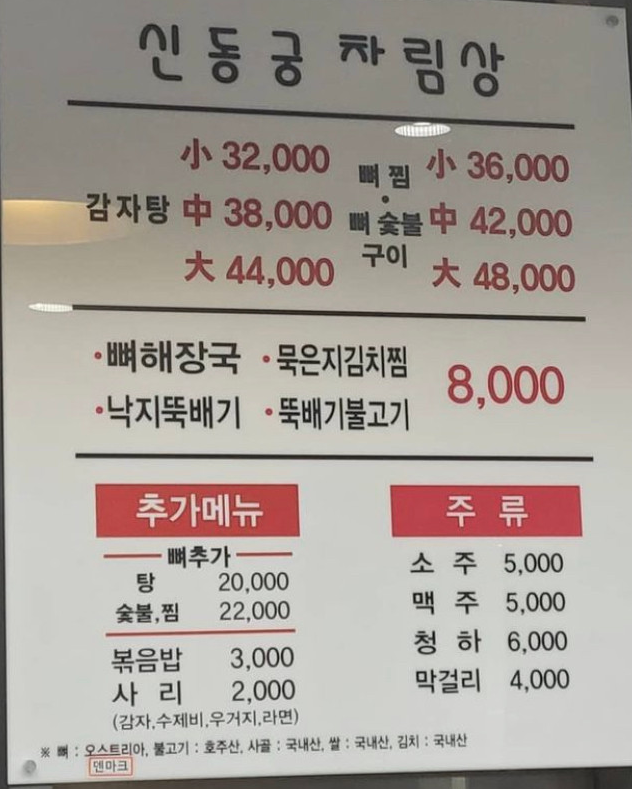 신동궁 차림상
小 32,000
감자탕 中 38,000
大 44,000
뼈찜 · 뼈숯불구이
小 36,000
中 42,000
大 48,000
·뼈해장국 ·묵은지김치찜
·낙지뚝배기 ·뚝배기불고기
8,000
추가메뉴
뼈추가
탕 20,000
숯불,찜 22,000
볶음밥 3,000
사 리 2,000
(감자,수제비,우거지,라면)
주 류
소 주 5,000
맥 주 5,000
청 하 6,000
막걸리 4,000
※ 뼈 : 오스트리아, 불고기 : 호주산, 사골 : 국내산, 쌀 : 국내산, 김치 : 국내산
덴마크